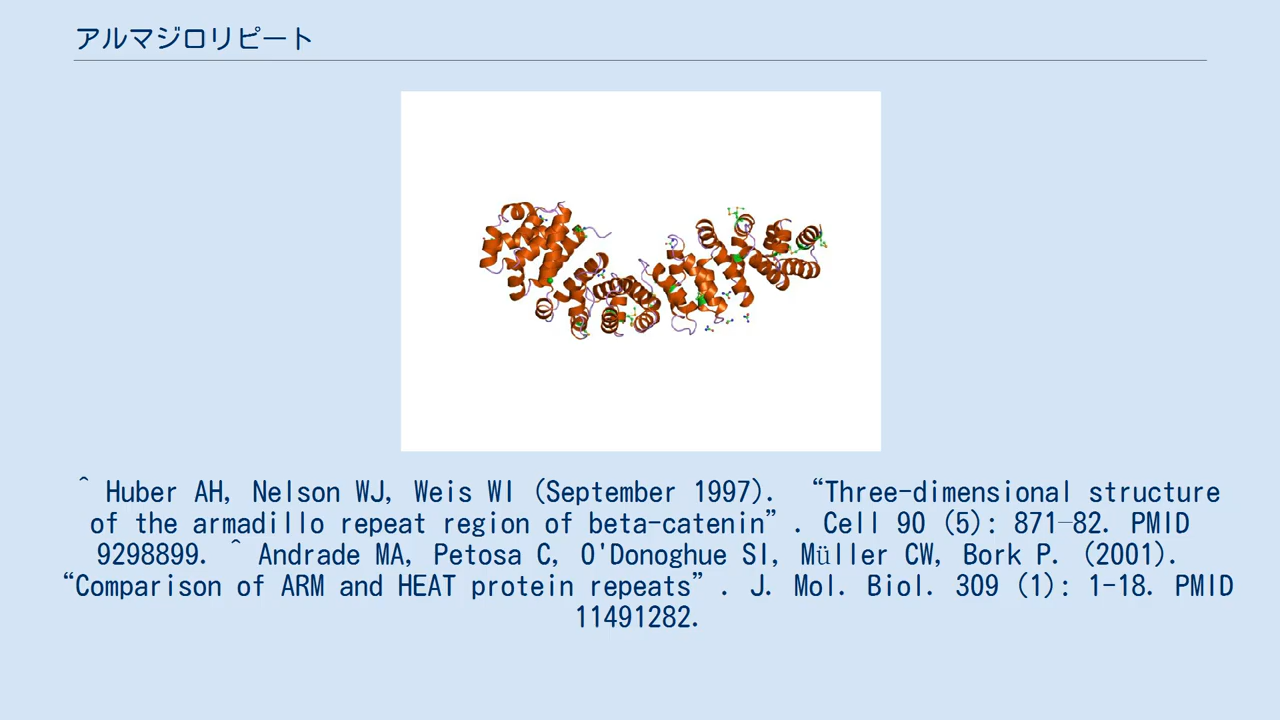 アルマジロリピート
^ Huber AH, Nelson WJ, Weis WI (September 1997). “Three-dimensional structure
of the armadillo repeat region of beta-catenin”. Cell 90 (5): 871–82. PMID
9298899. ^ Andrade MA, Petosa C, O'Donoghue SI, Müller CW, Bork P. (2001).
“Comparison of ARM and HEAT protein repeats”. J. Mol. Biol. 309 (1): 1-18. PMID
11491282.